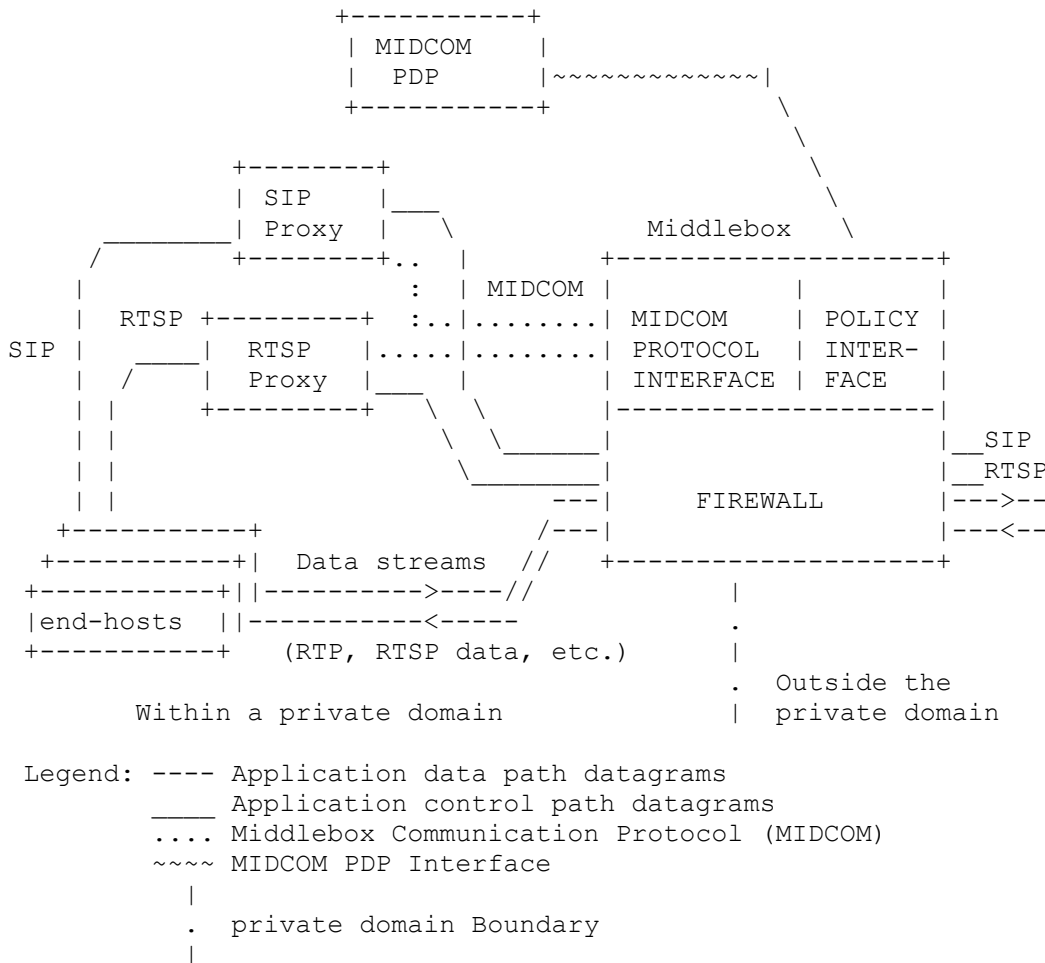 MIDCOM
PDP
SIP
Proxy
Middlebox
MIDCOM
RTSP
MIDCOM POLICY
SIP RTSP PROTOCOL INTER-
Proxy INTERFACE FACE
SIP
RTSP
FIREWALL
Data streams
end-hosts
(RTP, RTSP data, etc.)
Outside the
Within a private domain private domain
Legend: ---- Application data path datagrams
____ Application control path datagrams
.... Middlebox Communication Protocol (MIDCOM)
~~~~ MIDCOM PDP Interface
private domain Boundary